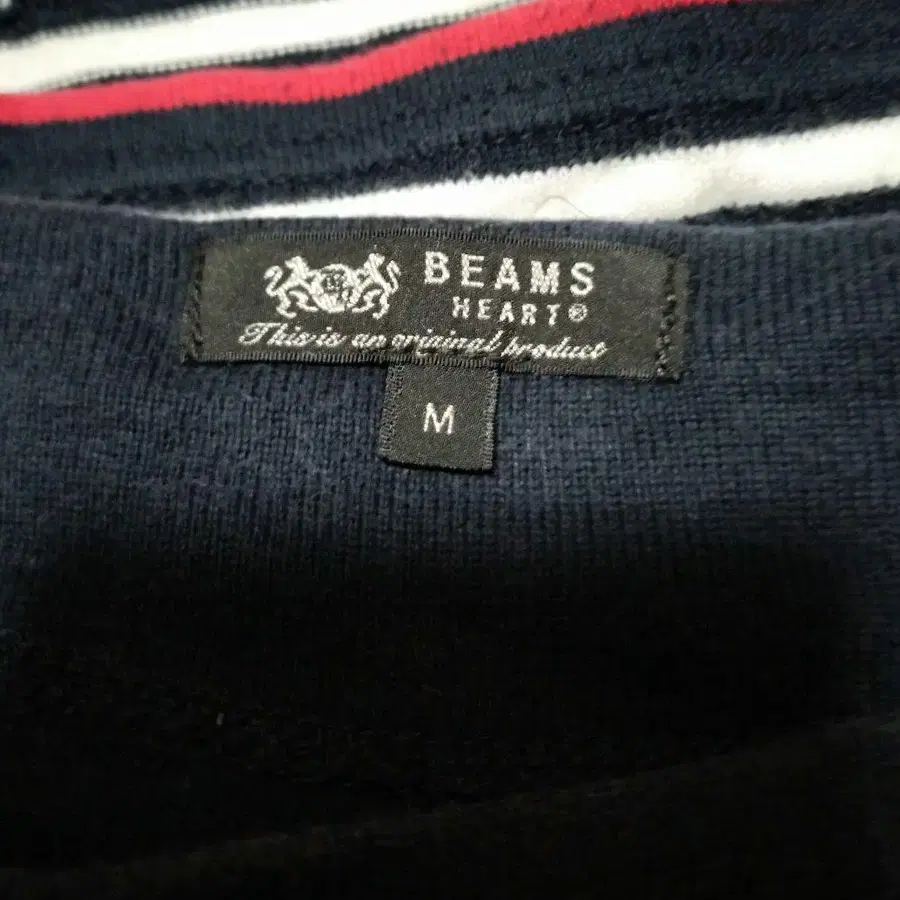 BEAMS
HEART®
This is an original product
M